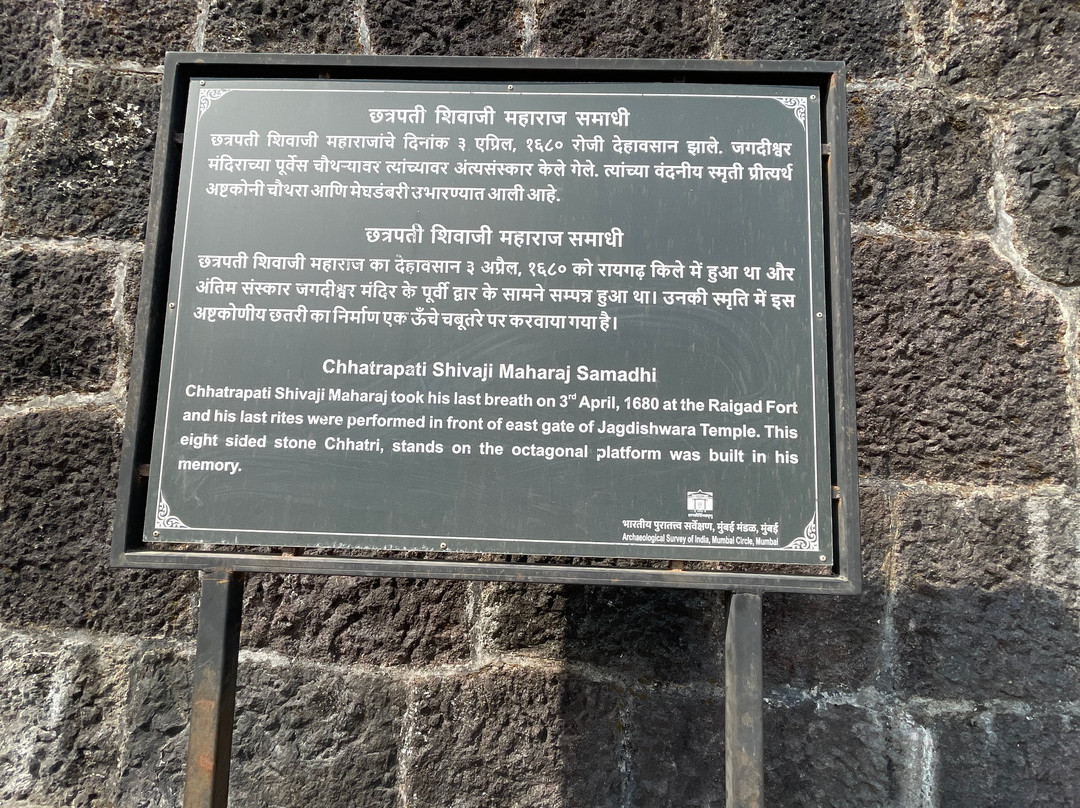 छत्रपती शिवाजी महाराज समाधी
छत्रपती शिवाजी महाराजांचे दिनांक ३ एप्रिल, १६८० रोजी देहावसान झाले. जगदीश्वर
मंदिराच्या पूर्वेस चौथऱ्यावर त्यांच्यावर अंत्यसंस्कार केले गेले. त्यांच्या वंदनीय स्मृती प्रीत्यर्थ
अष्टकोनी चौथरा आणि मेघडंबरी उभारण्यात आली आहे.
छत्रपती शिवाजी महाराज समाधी
छत्रपती शिवाजी महाराज का देहावसान ३ अप्रैल, १६८० को रायगढ़ किले में हुआ था और
अंतिम संस्कार जगदीश्वर मंदिर के पूर्वी द्वार के सामने सम्पन्न हुआ था। उनकी स्मृति में इस
अष्टकोणीय छतरी का निर्माण एक ऊँचे चबूतरे पर करवाया गया है।
Chhatrapati Shivaji Maharaj Samadhi
Chhatrapati Shivaji Maharaj took his last breath on 3rd April, 1680 at the Raigad Fort
and his last rites were performed in front of east gate of Jagdishwara Temple. This
eight sided stone Chhatri, stands on the octagonal platform was built in his
memory.
भारतीय पुरातत्त्व सर्वेक्षण, मुंबई मंडळ, मुंबई
Archaeological Survey of India, Mumbai Circle, Mumbai